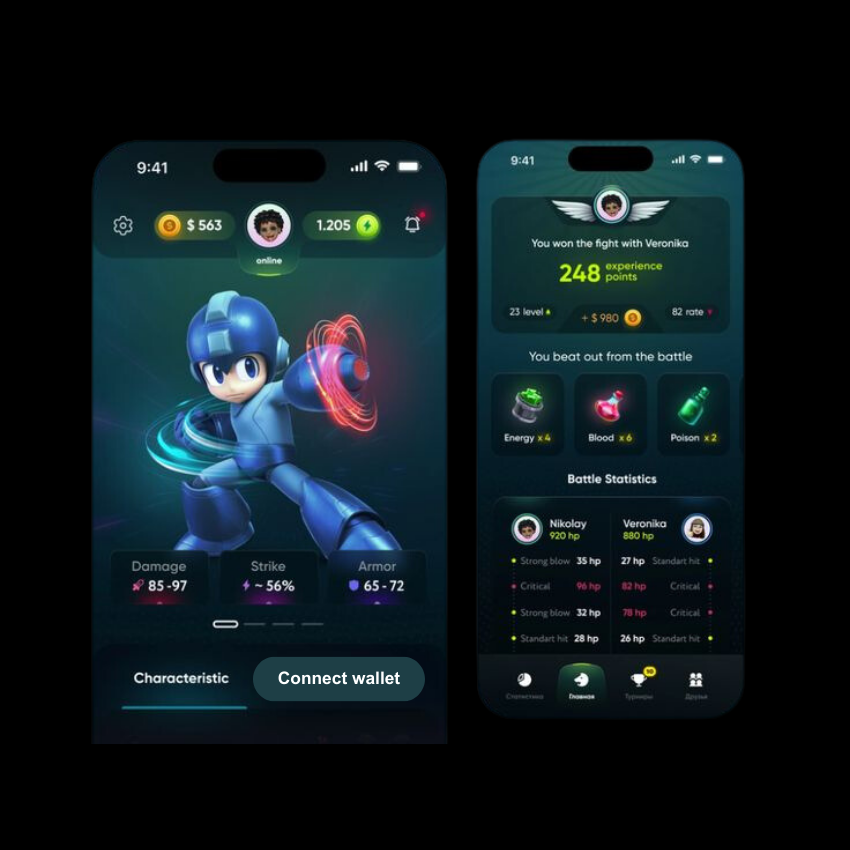 9:41
$ 563
1.205
online
Damage
Strike
Armor
85-97
~ 56%
65-72
Characteristic
Connect wallet
9:41
You won the fight with Veronika
248 experience points
23 level
+ $ 980
82 rate
You beat out from the battle
Energy x 4
Blood x 6
Poison x 2
Battle Statistics
Nikolay
920 hp
Veronika
880 hp
Strong blow 35 hp
27 hp Standart hit
Critical 96 hp
82 hp Critical
Strong blow 32 hp
78 hp Critical
Standart hit 28 hp
26 hp Standart hit
10
Статистика
Главная
Турниры
Друзья